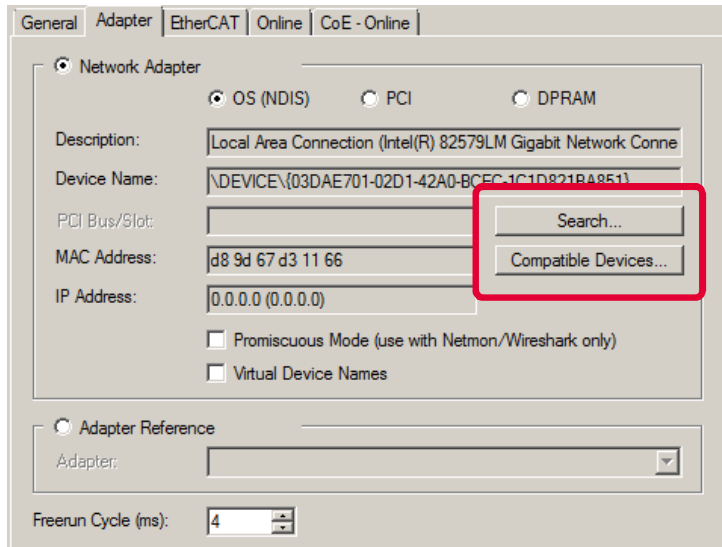 General Adapter EtherCAT Online CoE - Online
Network Adapter
OS (NDIS) PCI DPRAM
Description: Local Area Connection (Intel(R) 82579LM Gigabit Network Conne
Device Name: \DEVICE\{03DAE701-02D1-42A0-BCEC-1C1D821BA851}
PCI Bus/Slot: Search...
MAC Address: d8 9d 67 d3 11 66 Compatible Devices...
IP Address: 0.0.0.0 (0.0.0.0)
Promiscuous Mode (use with Netmon/Wireshark only)
Virtual Device Names
Adapter Reference
Adapter:
Freerun Cycle (ms): 4